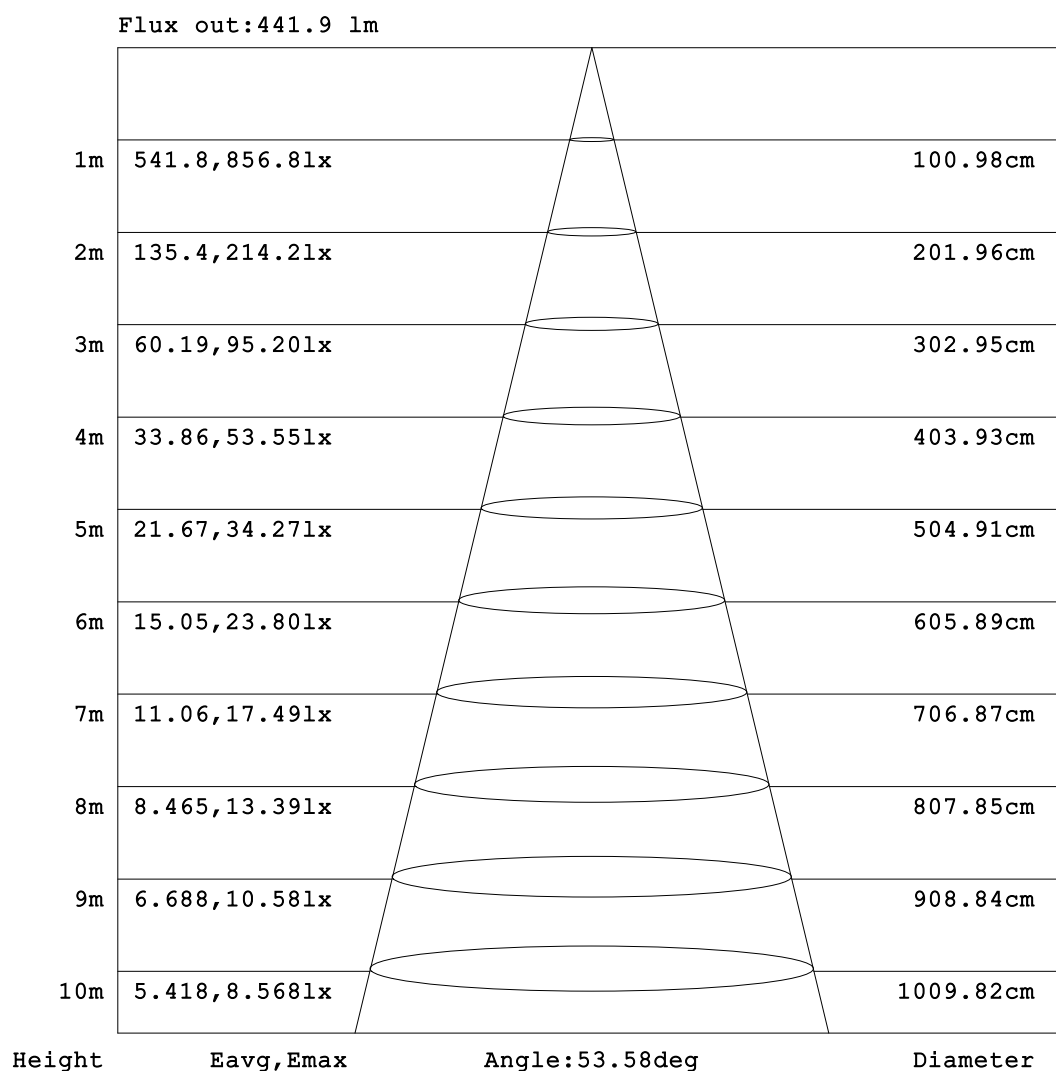 Flux out:441.9 lm
1m 541.8,856.8lx 100.98cm
2m 135.4,214.2lx 201.96cm
3m 60.19,95.20lx 302.95cm
4m 33.86,53.55lx 403.93cm
5m 21.67,34.27lx 504.91cm
6m 15.05,23.80lx 605.89cm
7m 11.06,17.49lx 706.87cm
8m 8.465,13.39lx 807.85cm
9m 6.688,10.58lx 908.84cm
10m 5.418,8.568lx 1009.82cm
Height Eavg,Emax Angle:53.58deg Diameter